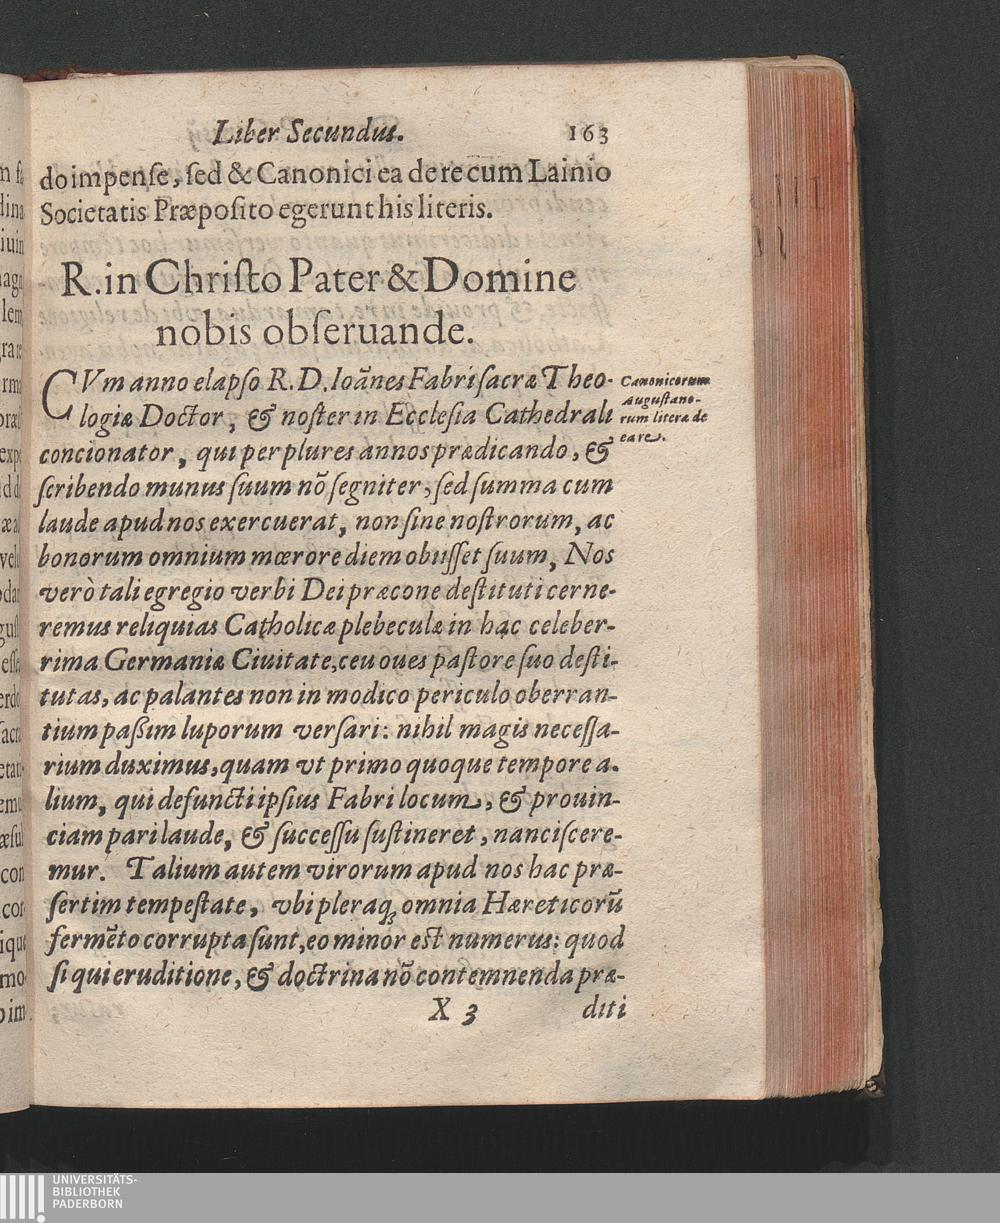 Liber Secundus. 163
do impense, sed & Canonici ea de re cum Lainio
Societatis Præposito egerunt his literis.
R. in Christo Pater & Domine
nobis obseruande.
CVm anno elapso R. D. Ioãnes Fabri sacræ Theo-
logiæ Doctor, & noster in Ecclesia Cathedrali
concionator, qui per plures annos prædicando, &
scribendo munus suum nõ segniter, sed summa cum
laude apud nos exercuerat, non sine nostrorum, ac
bonorum omnium mœrore diem obijsset suum, Nos
verò tali egregio verbi Dei præcone destituti cerne-
remus reliquias Catholicæ plebeculæ in hac celeber-
rima Germaniæ Ciuitate, ceu oues pastore suo desti-
tutas, ac palantes non in modico periculo oberran-
tium paßim luporum versari: nihil magis necessa-
rium duximus, quam vt primo quoque tempore a-
lium, qui defuncti ipsius Fabri locum, & prouin-
ciam pari laude, & successu sustineret, nanciscere-
mur. Talium autem virorum apud nos hac præ-
sertim tempestate, vbi pleraq; omnia Hæreticorũ
fermẽto corrupta sunt, eo minor est numerus: quod
si qui eruditione, & doctrina nõ contemnenda præ-
X 3 diti
Canonicorum
Augustano-
rum literæ de
ea re.
UNIVERSITÄTS-
BIBLIOTHEK
PADERBORN